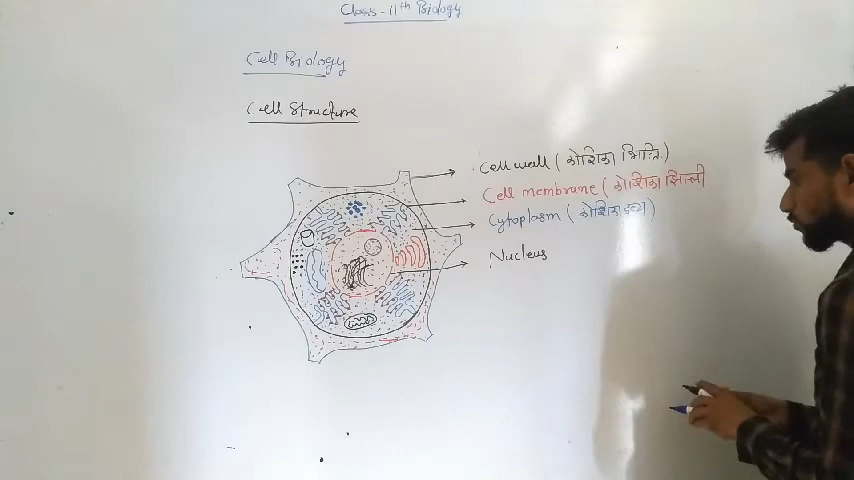 Class-11th Biology
Cell Biology
Cell Structure
Cell wall (कोशिका भित्ति)
Cell membrane (कोशिका झिल्ली
Cytoplasm (कोशिका द्रव्य)
Nucleus